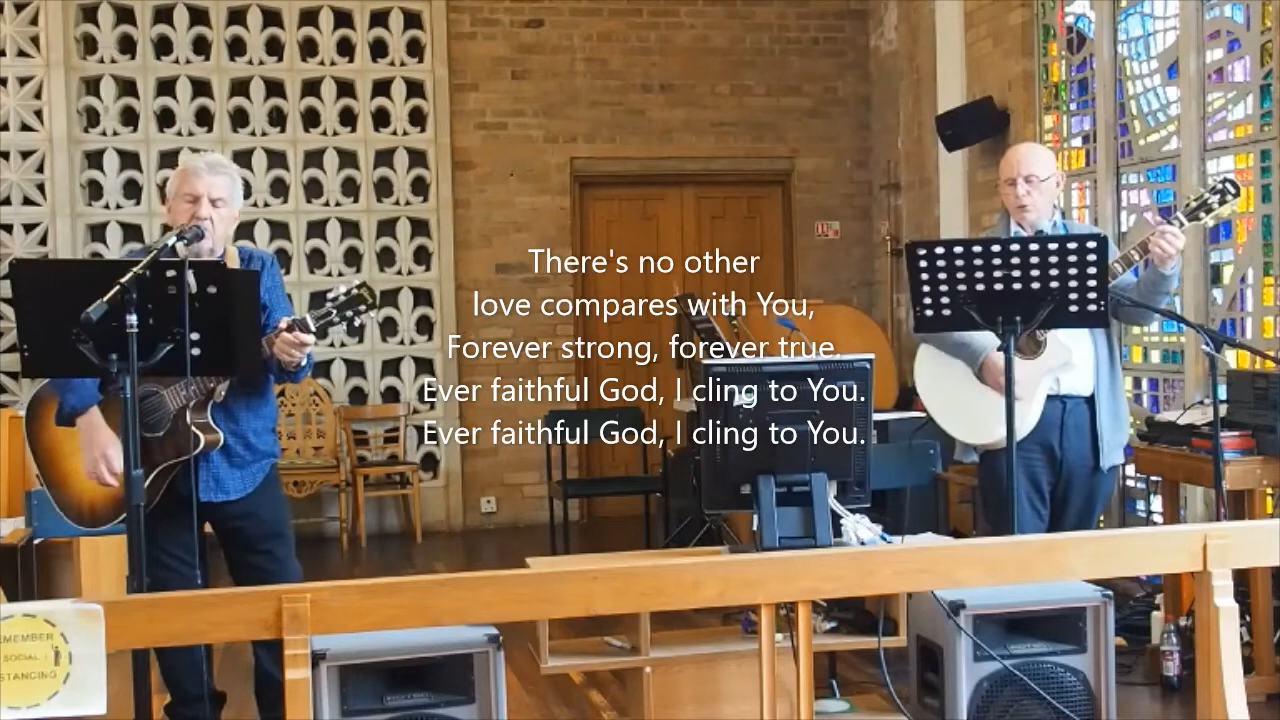 There's no other
love compares with You,
Forever strong, forever true.
Ever faithful God, I cling to You.
Ever faithful God, I cling to You.
EMEMBER
SOCIAL
STANCING